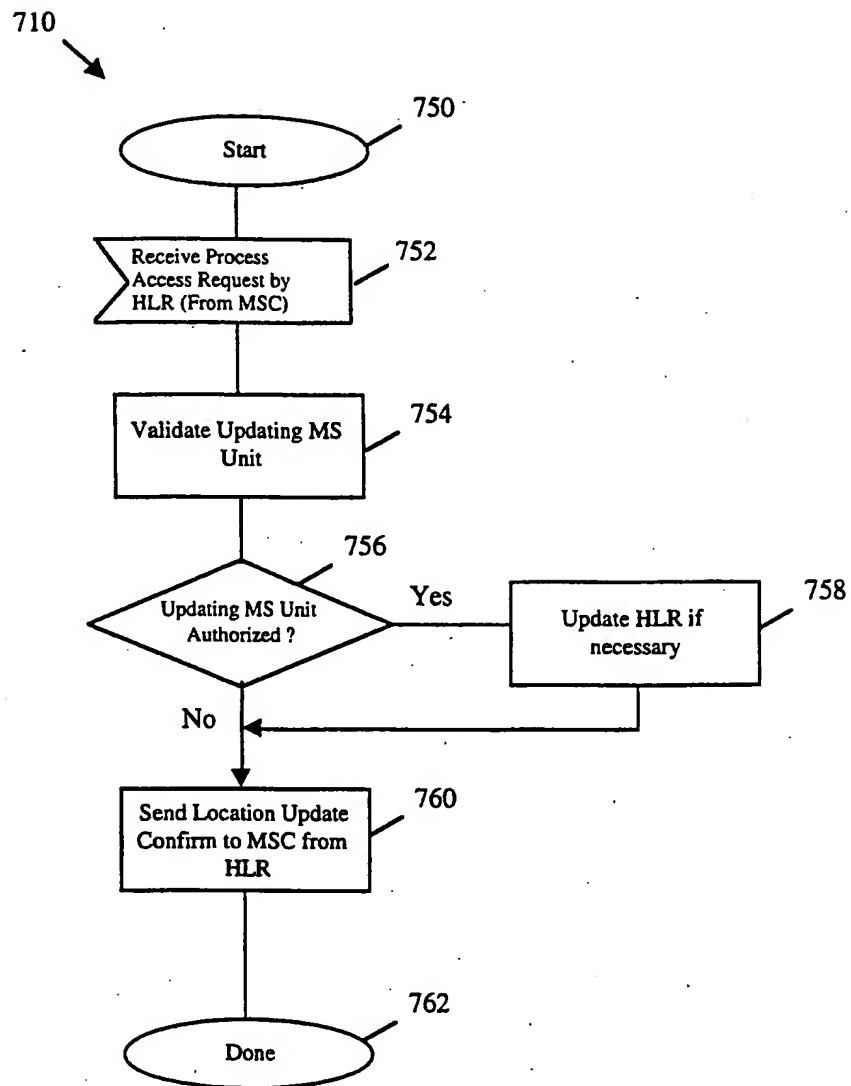 710
750
Start
Receive Process
Access Request by
HLR (From MSC)
752
Validate Updating MS
Unit
754
756
Updating MS Unit
Authorized ?
Yes
Update HLR if
necessary
758
No
Send Location Update
Confirm to MSC from
HLR
760
762
Done